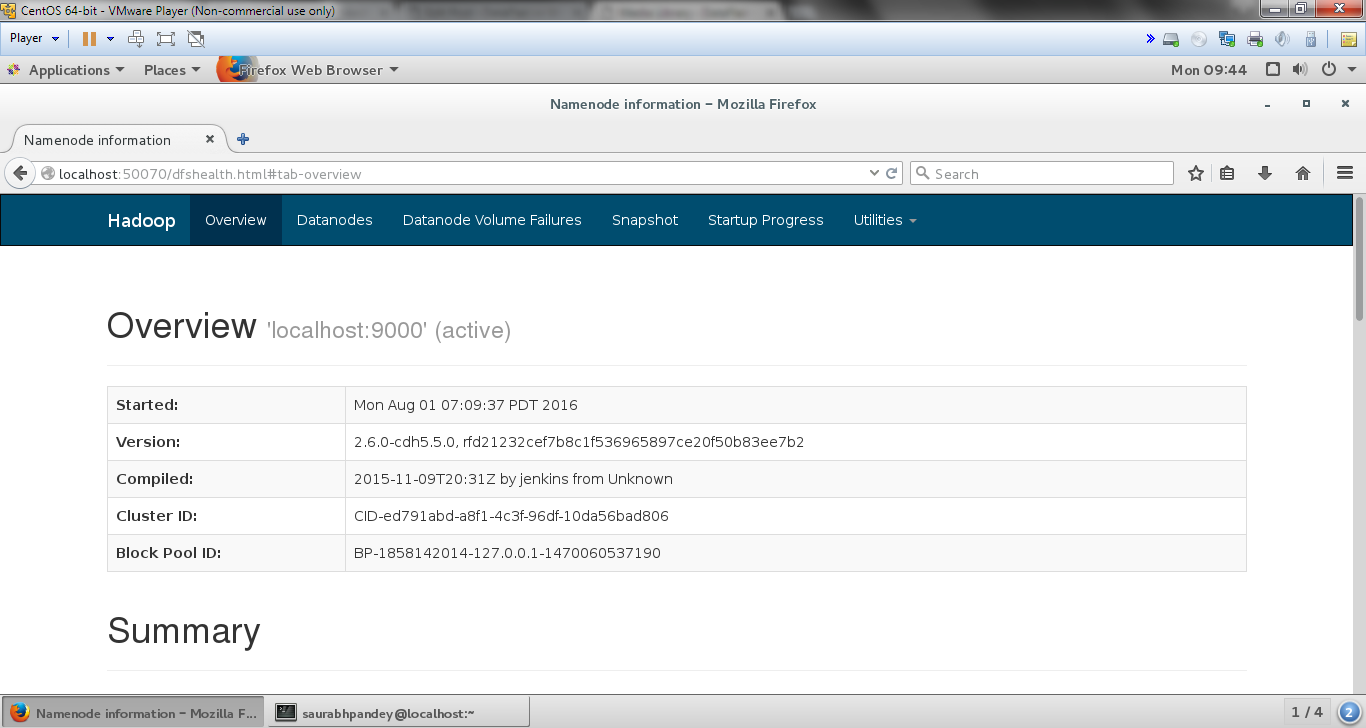 CentOS 64-bit - VMware Player (Non-commercial use only)
Player
Applications Places Firefox Web Browser Mon 09:44
Namenode information – Mozilla Firefox
Namenode information
localhost:50070/dfshealth.html#tab-overview Search
Hadoop Overview Datanodes Datanode Volume Failures Snapshot Startup Progress Utilities
Overview 'localhost:9000' (active)
Started: Mon Aug 01 07:09:37 PDT 2016
Version: 2.6.0-cdh5.5.0, rfd21232cef7b8c1f536965897ce20f50b83ee7b2
Compiled: 2015-11-09T20:31Z by jenkins from Unknown
Cluster ID: CID-ed791abd-a8f1-4c3f-96df-10da56bad806
Block Pool ID: BP-1858142014-127.0.0.1-1470060537190
Summary
Namenode information – Mozilla F... saurabhpandey@localhost:~ 1 / 4 2